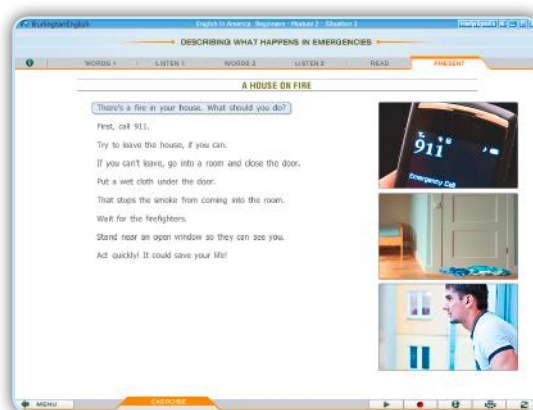 BurlingtonEnglish
English in America Beginners - Module 2 - Situation 3
HelpSpots
DESCRIBING WHAT HAPPENS IN EMERGENCIES
WORDS 1
LISTEN 1
WORDS 2
LISTEN 2
READ
PRESENT
A HOUSE ON FIRE
There's a fire in your house. What should you do?
First, call 911.
Try to leave the house, if you can.
If you can't leave, go into a room and close the door.
Put a wet cloth under the door.
That stops the smoke from coming into the room.
Wait for the firefighters.
Stand near an open window so they can see you.
Act quickly! It could save your life!
911
Emergency Call
MENU
EXERCISE